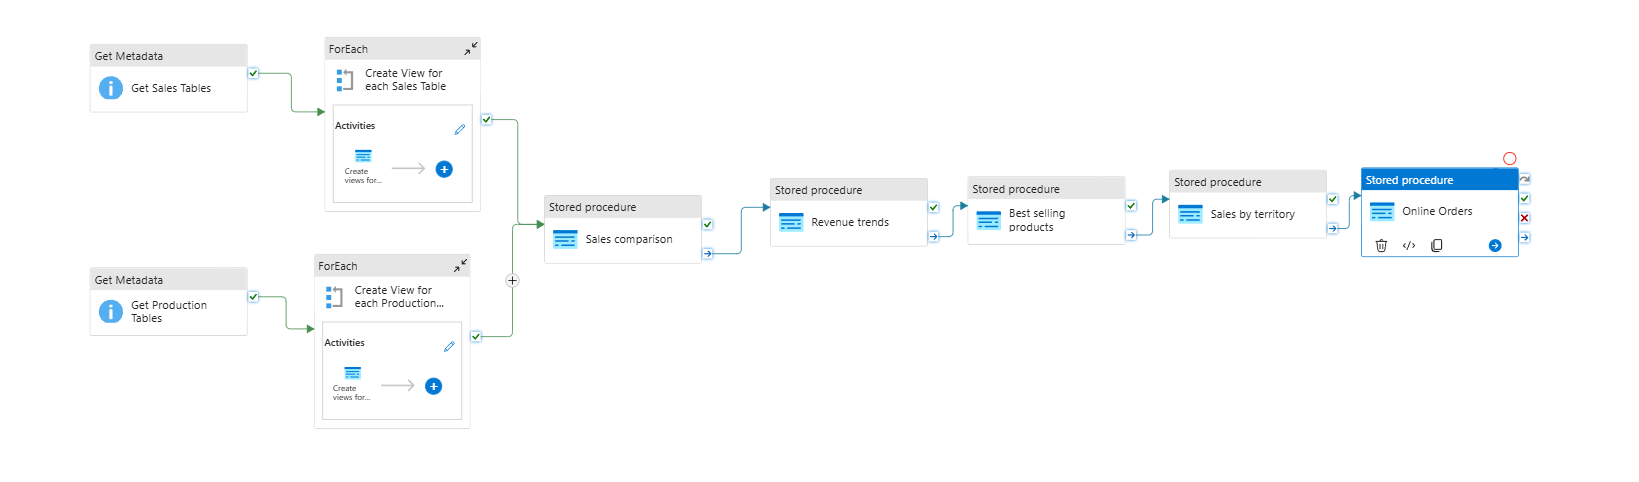 Get Metadata
Get Sales Tables
ForEach
Create View for
each Sales Table
Activities
Create
views for...
Get Metadata
Get Production
Tables
ForEach
Create View for
each Production...
Activities
Create
views for...
Stored procedure
Sales comparison
Stored procedure
Revenue trends
Stored procedure
Best selling
products
Stored procedure
Sales by territory
Stored procedure
Online Orders